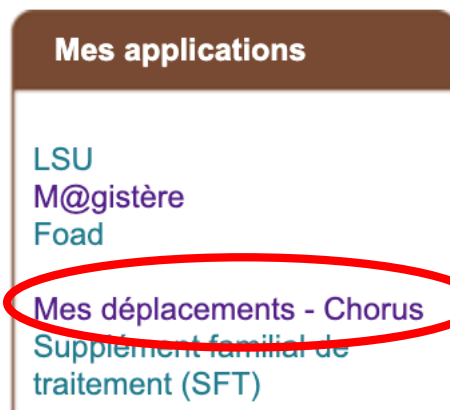 Mes applications
LSU
M@gistère
Foad
Mes déplacements - Chorus
Supplément familial de
traitement (SFT)